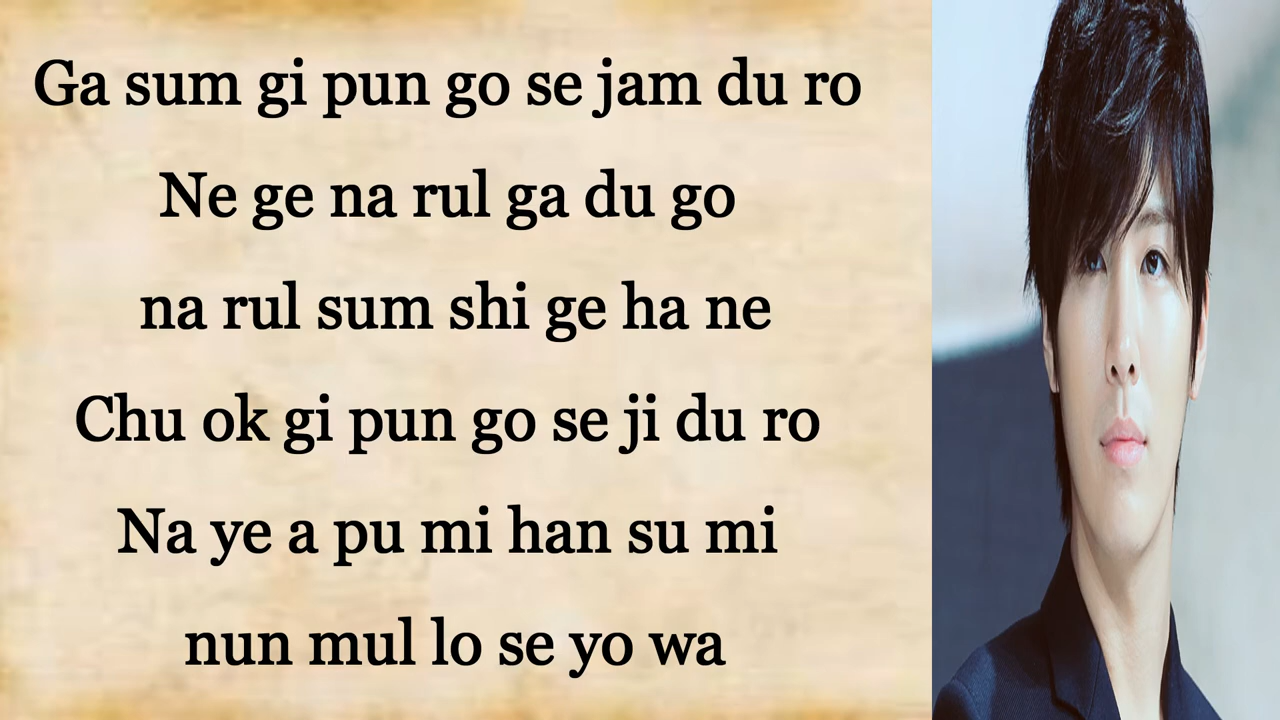 Ga sum gi pun go se jam du ro
Ne ge na rul ga du go
na rul sum shi ge ha ne
Chu ok gi pun go se ji du ro
Na ye a pu mi han su mi
nun mul lo se yo wa